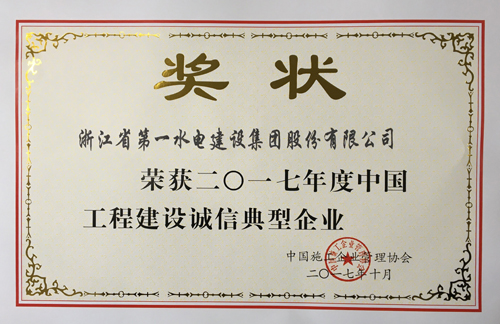 奖状
浙江省第一水电建设集团股份有限公司
荣获二〇一七年度中国
工程建设诚信典型企业
中国施工企业管理协会
二〇一七年十月